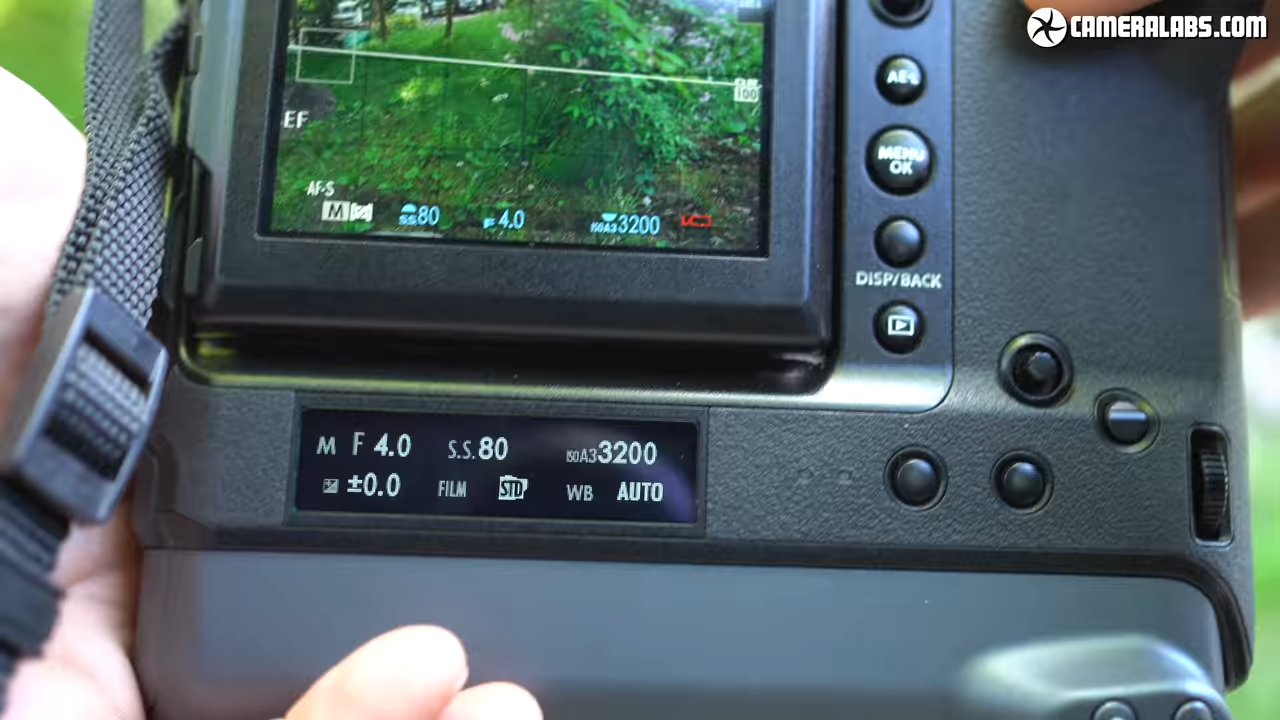 CAMERALABS.COM
AE-L
100
EF
MENU
OK
AF-S
M
SS 80 F 4.0 ISO A3 3200
DISP/BACK
M F 4.0 S.S. 80 ISO A3 3200
±0.0 FILM STD WB AUTO